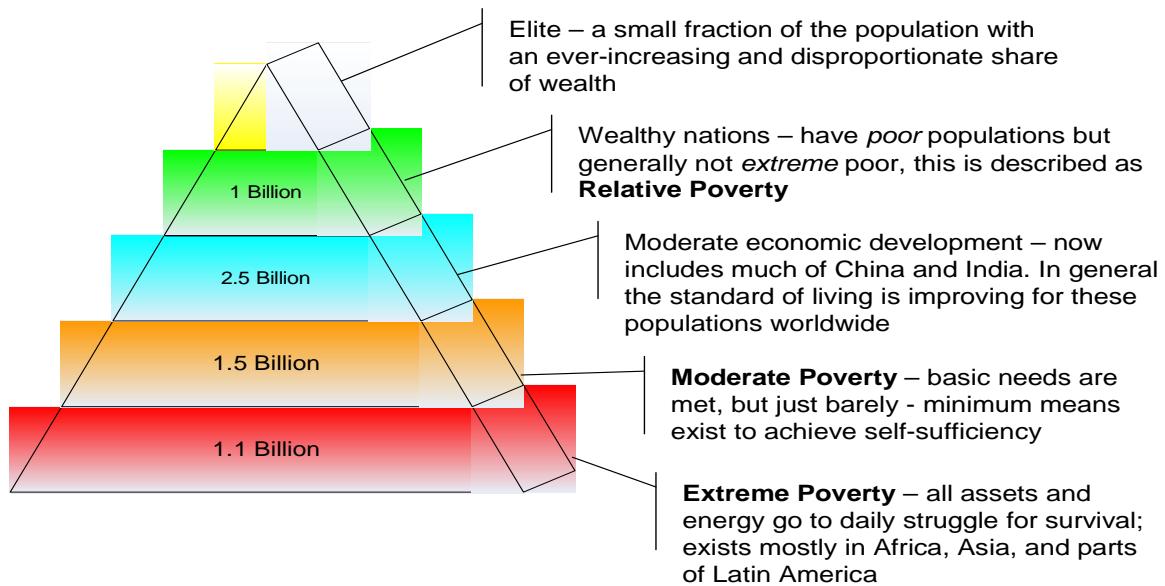 Elite – a small fraction of the population with
an ever-increasing and disproportionate share
of wealth
Wealthy nations – have poor populations but
generally not extreme poor, this is described as
Relative Poverty
1 Billion
Moderate economic development – now
includes much of China and India. In general
the standard of living is improving for these
populations worldwide
2.5 Billion
1.5 Billion
Moderate Poverty – basic needs are
met, but just barely - minimum means
exist to achieve self-sufficiency
1.1 Billion
Extreme Poverty – all assets and
energy go to daily struggle for survival;
exists mostly in Africa, Asia, and parts
of Latin America